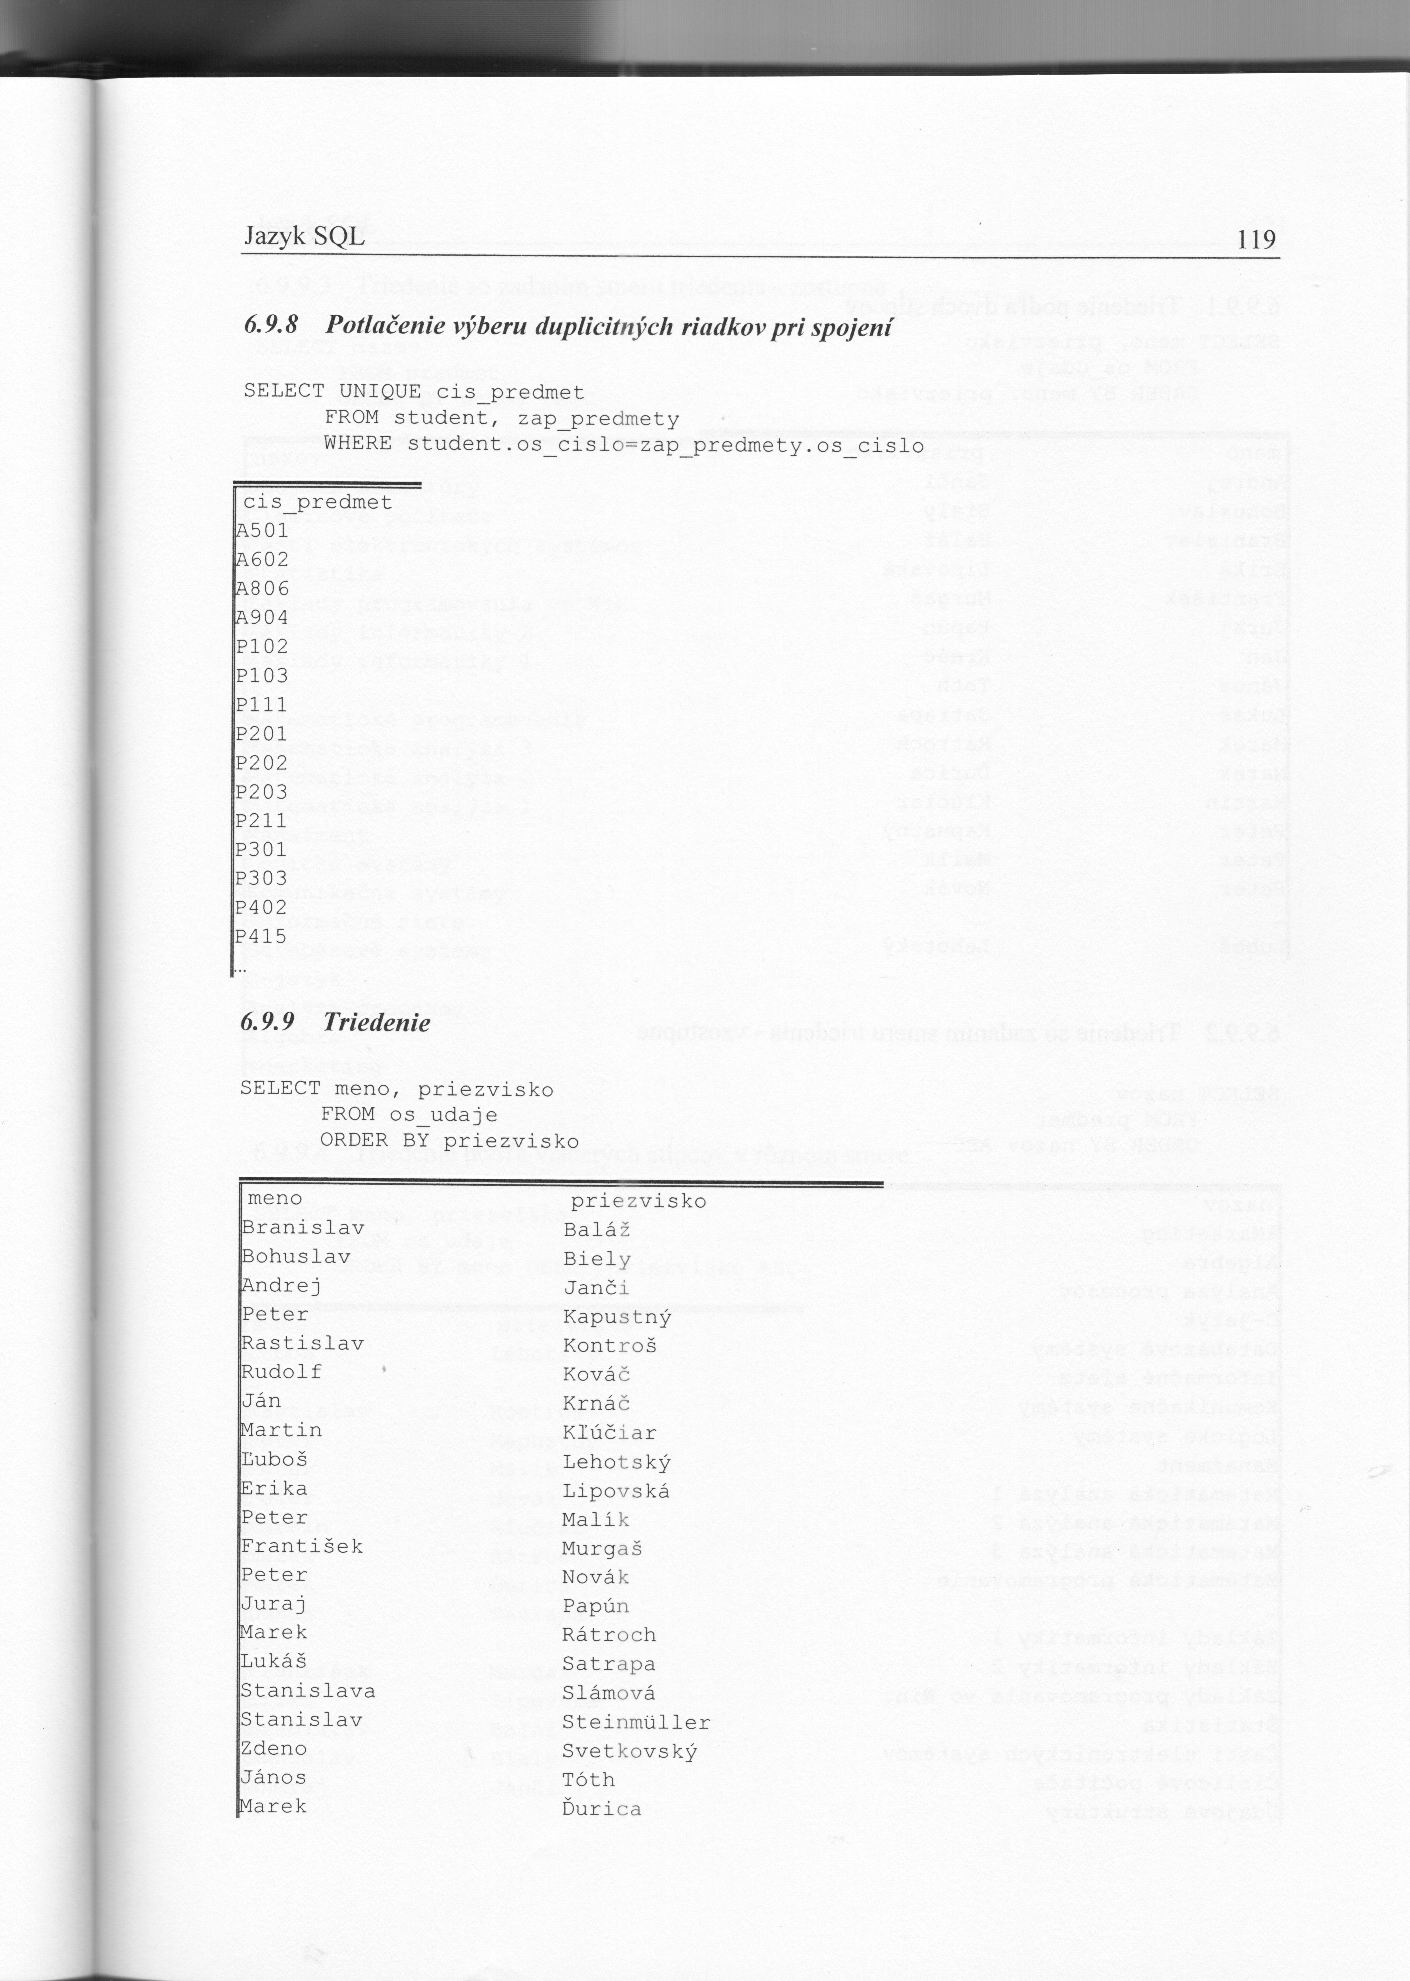 Jazyk SQL 119
6.9.8 Potlačenie výberu duplicitných riadkov pri spojení
SELECT UNIQUE cis_predmet
FROM student, zap_predmety
WHERE student.os_cislo=zap_predmety.os_cislo
cis_predmet
A501
A602
A806
A904
P102
P103
P111
P201
P202
P203
P211
P301
P303
P402
P415
...
6.9.9 Triedenie
SELECT meno, priezvisko
FROM os_udaje
ORDER BY priezvisko
meno priezvisko
Branislav Baláž
Bohuslav Biely
Andrej Janči
Peter Kapustný
Rastislav Kontroš
Rudolf Kováč
Ján Krnáč
Martin Kľúčiar
Ľuboš Lehotský
Erika Lipovská
Peter Malík
František Murgaš
Peter Novák
Juraj Papún
Marek Rátroch
Lukáš Satrapa
Stanislava Slámová
Stanislav Steinmüller
Zdeno Svetkovský
János Tóth
Marek Ďurica